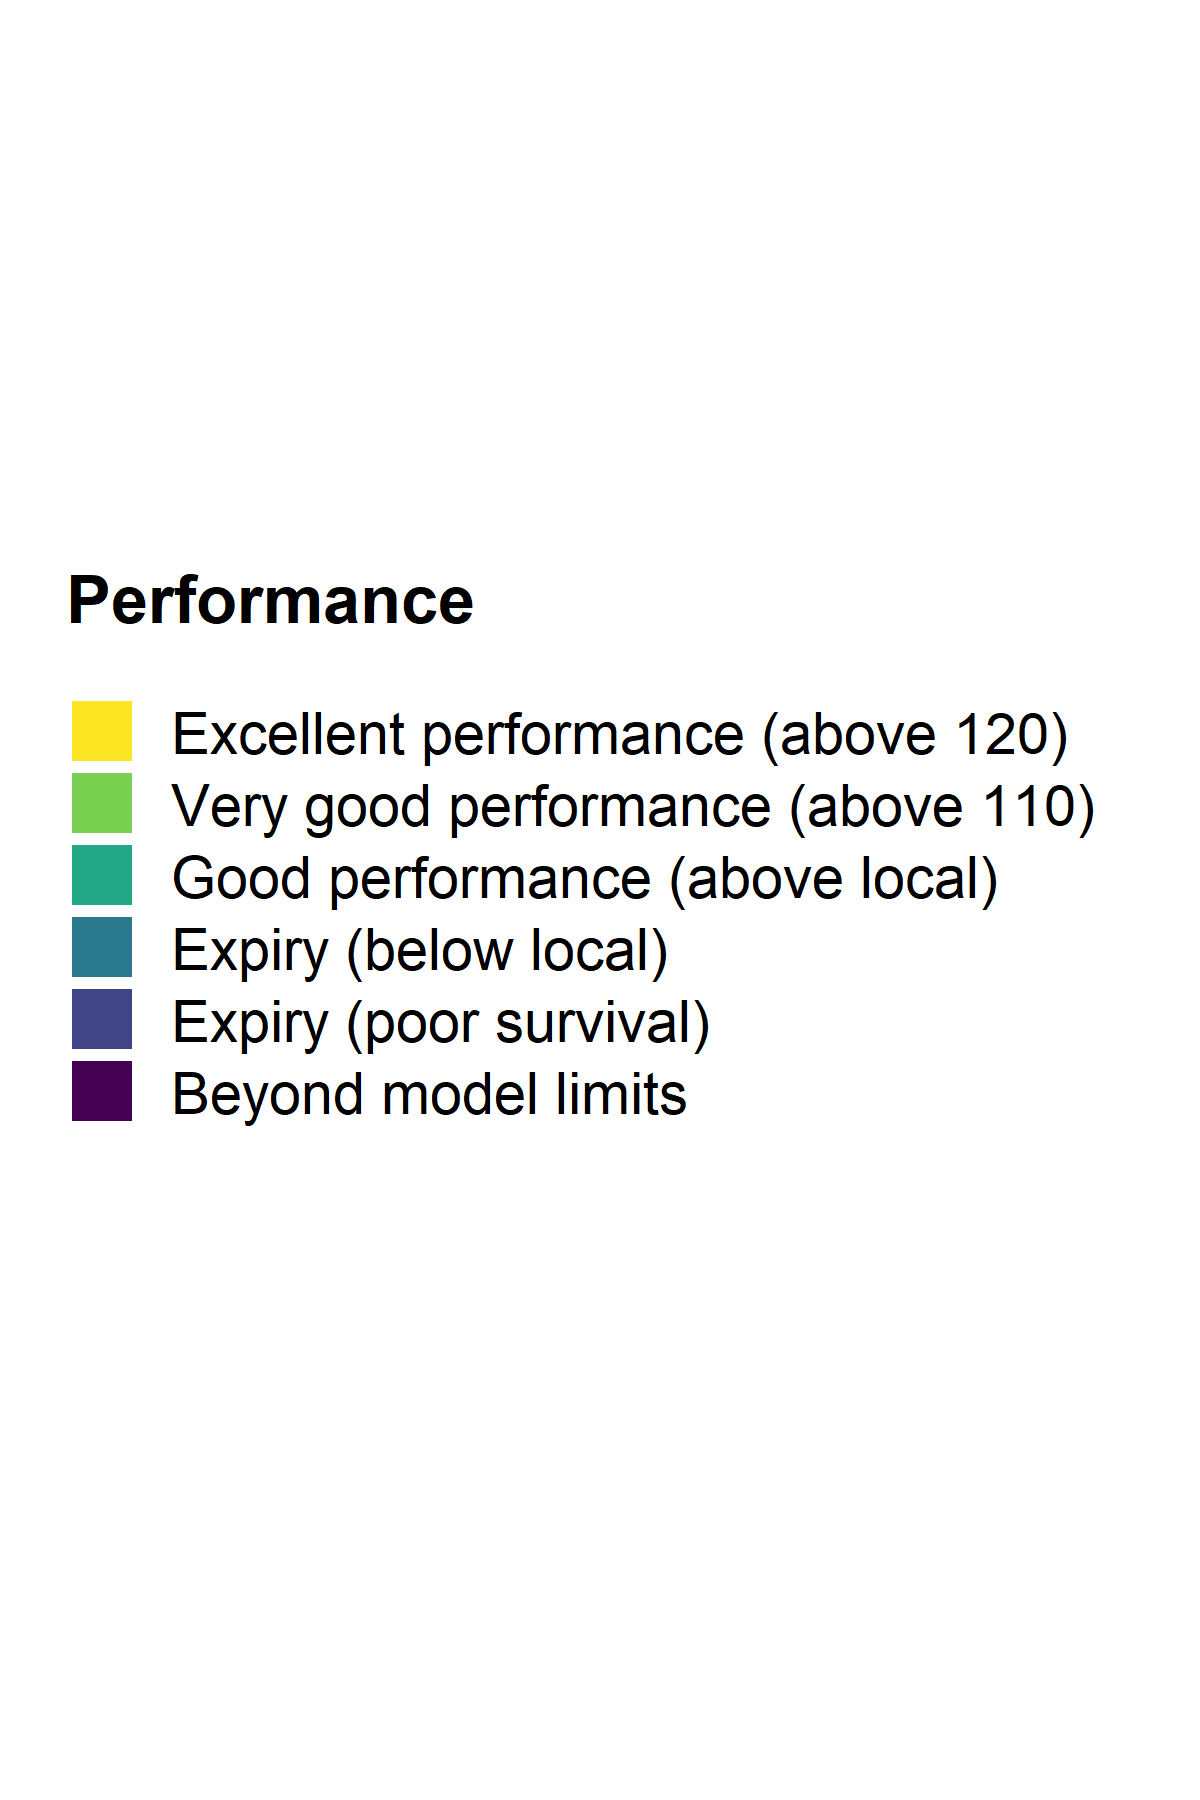 Performance
Excellent performance (above 120)
Very good performance (above 110)
Good performance (above local)
Expiry (below local)
Expiry (poor survival)
Beyond model limits